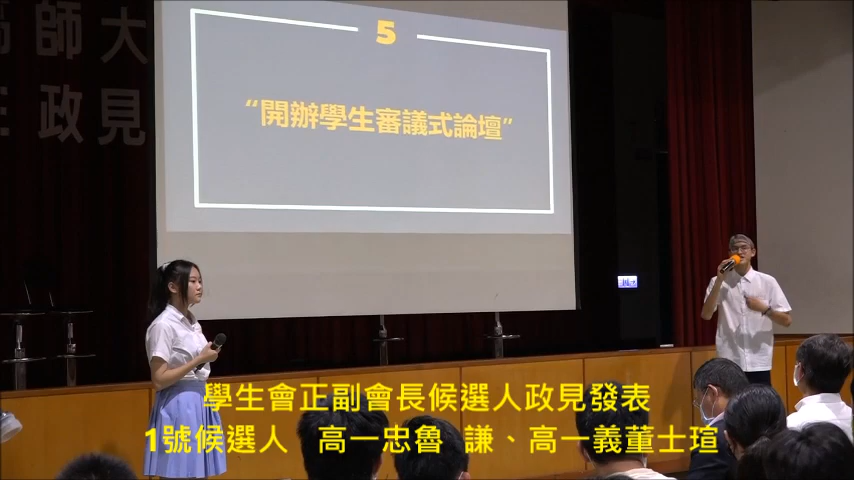 高師大
政見
5
“開辦學生審議式論壇”
學生會正副會長候選人政見發表
1號候選人 高一忠魯 謙、高一義董士瑄